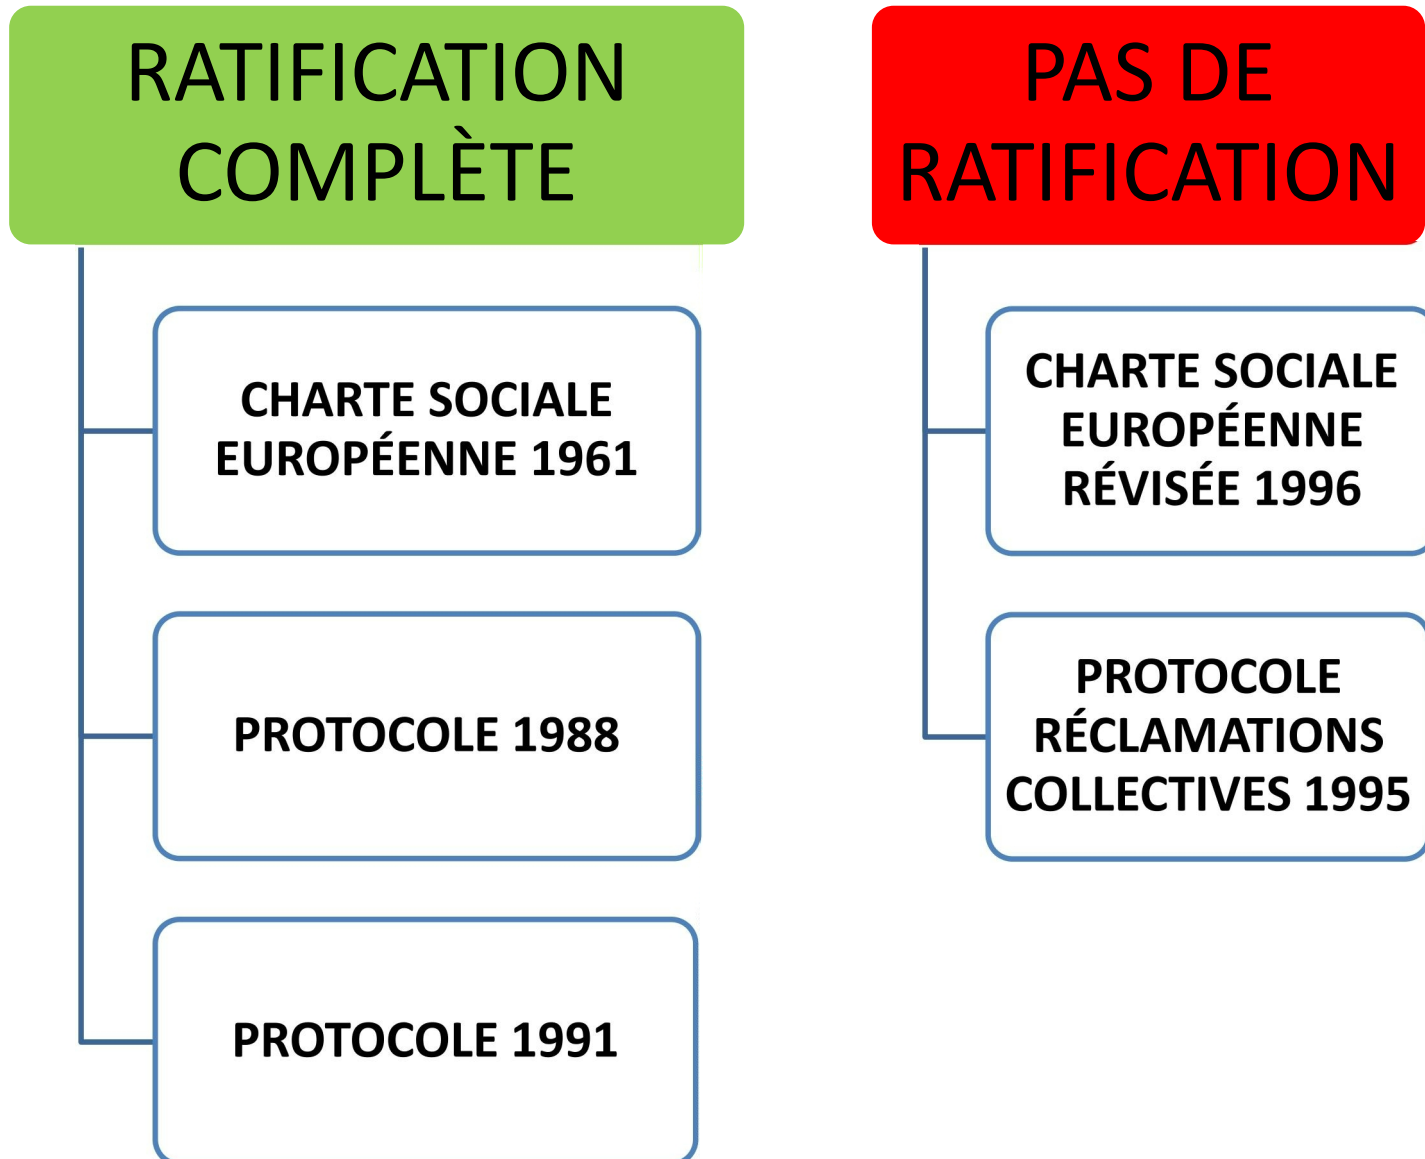 RATIFICATION
COMPLÈTE
CHARTE SOCIALE
EUROPÉENNE 1961
PROTOCOLE 1988
PROTOCOLE 1991
PAS DE
RATIFICATION
CHARTE SOCIALE
EUROPÉENNE
RÉVISÉE 1996
PROTOCOLE
RÉCLAMATIONS
COLLECTIVES 1995